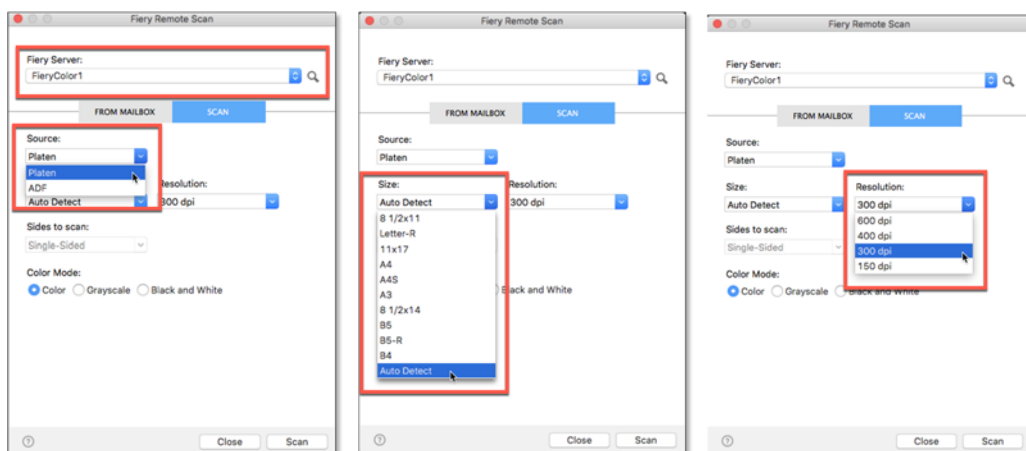 Fiery Remote Scan
Fiery Server:
FieryColor1
FROM MAILBOX
SCAN
Source:
Platen
Platen
ADF
Resolution:
Auto Detect
300 dpi
Sides to scan:
Single-Sided
Color Mode:
Color
Grayscale
Black and White
?
Close
Scan
Fiery Remote Scan
Fiery Server:
FieryColor1
FROM MAILBOX
SCAN
Source:
Platen
Size:
Resolution:
Auto Detect
300 dpi
8 1/2x11
Letter-R
11x17
A4
A4S
A3
8 1/2x14
B5
B5-R
B4
Auto Detect
Black and White
?
Close
Scan
Fiery Remote Scan
Fiery Server:
FieryColor1
FROM MAILBOX
SCAN
Source:
Platen
Size:
Resolution:
Auto Detect
300 dpi
600 dpi
400 dpi
300 dpi
150 dpi
Sides to scan:
Single-Sided
Color Mode:
Color
Grayscale
Black and White
?
Close
Scan